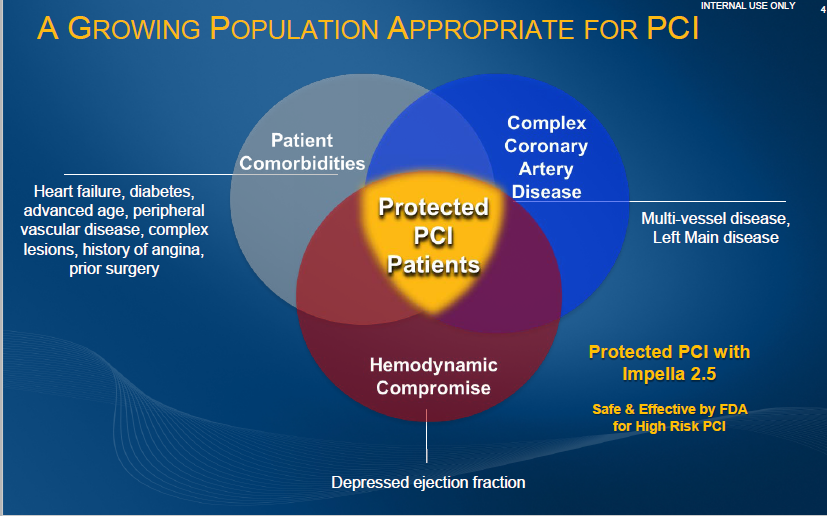 INTERNAL USE ONLY
4
A GROWING POPULATION APPROPRIATE FOR PCI
Patient
Comorbidities
Complex
Coronary
Artery
Disease
Heart failure, diabetes,
advanced age, peripheral
vascular disease, complex
lesions, history of angina,
prior surgery
Protected
PCI
Patients
Multi-vessel disease,
Left Main disease
Hemodynamic
Compromise
Protected PCI with
Impella 2.5
Safe & Effective by FDA
for High Risk PCI
Depressed ejection fraction